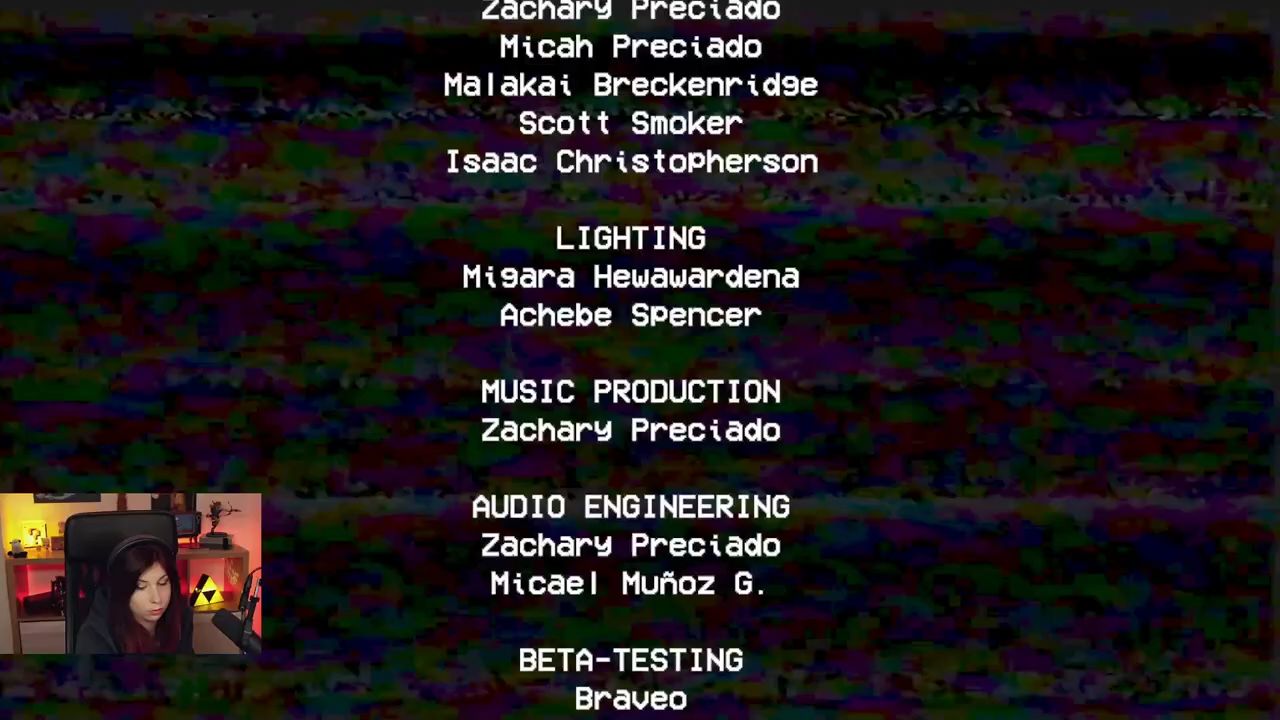 Zachary Preciado
Micah Preciado
Malakai Breckenridge
Scott Smoker
Isaac Christopherson
LIGHTING
Migara Hewawardena
Achebe Spencer
MUSIC PRODUCTION
Zachary Preciado
AUDIO ENGINEERING
Zachary Preciado
Micael Muñoz G.
BETA-TESTING
Braveo